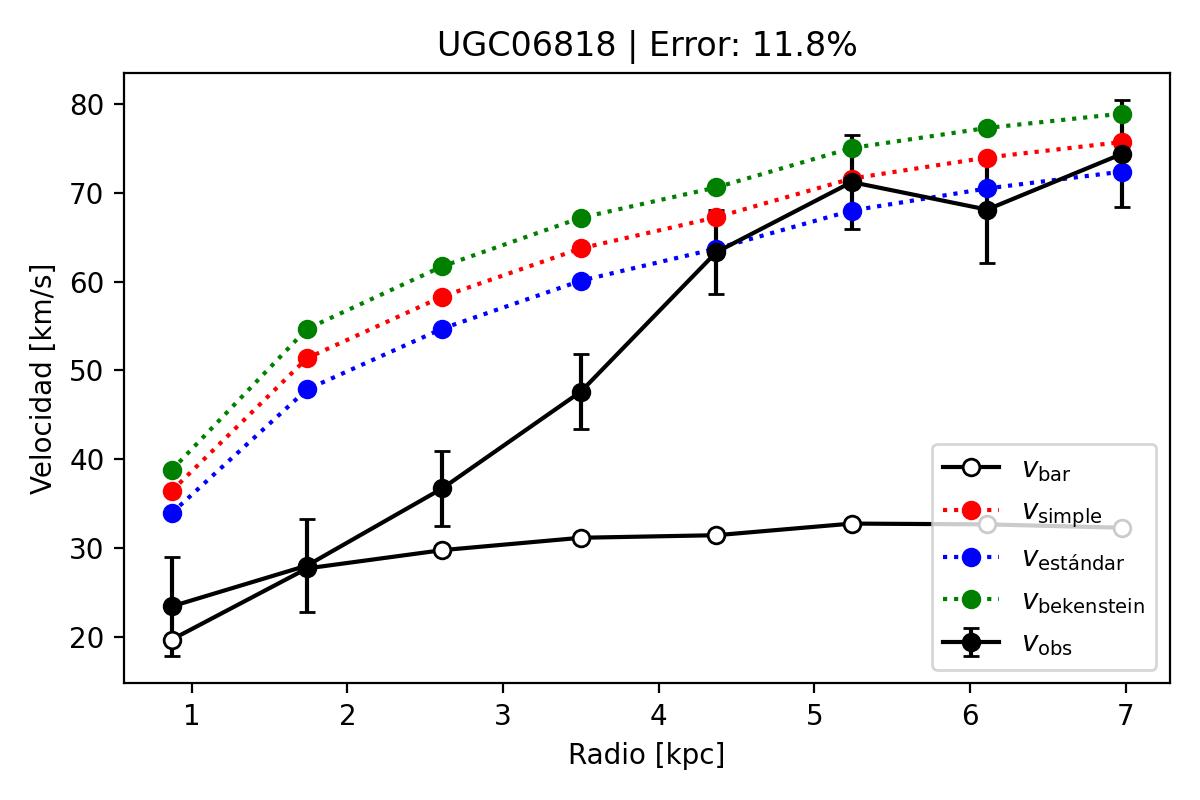 UGC06818 | Error: 11.8%
Velocidad [km/s]
80
70
60
50
40
30
20
v_bar
v_simple
v_estándar
v_bekenstein
v_obs
1 2 3 4 5 6 7
Radio [kpc]